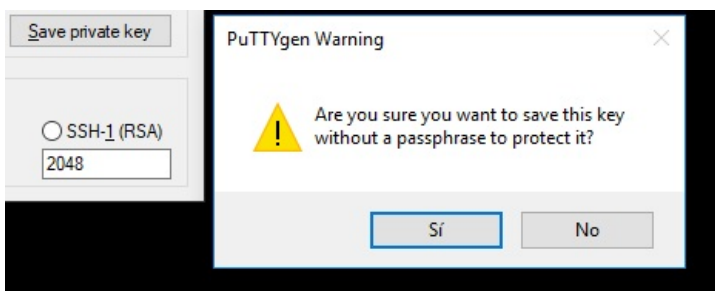 Save private key
SSH-1 (RSA)
2048
PuTTYgen Warning
Are you sure you want to save this key
without a passphrase to protect it?
Sí
No